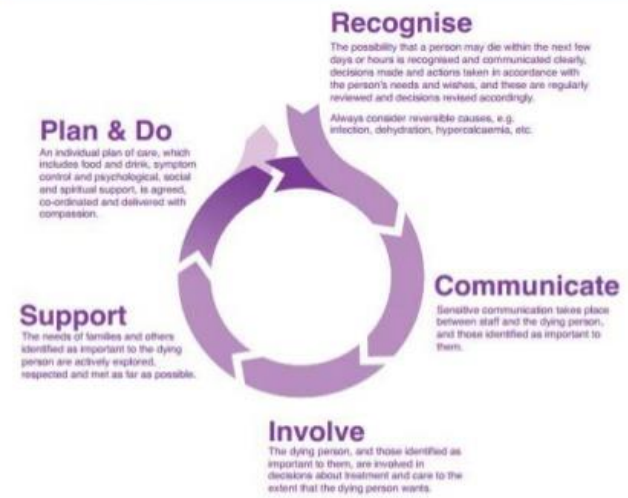 Recognise
The possibility that a person may die within the next few
days or hours is recognised and communicated clearly,
decisions made and actions taken in accordance with
the person's needs and wishes, and these are regularly
reviewed and decisions revised accordingly.
Always consider reversible causes, e.g.
infection, dehydration, hypercalcaemia, etc.
Communicate
Sensitive communication takes place
between staff and the dying person,
and those identified as important to
them.
Involve
The dying person, and those identified as
important to them, are involved in
decisions about treatment and care to the
extent that the dying person wants.
Support
The needs of families and others
identified as important to the dying
person are actively explored,
respected and met as far as possible.
Plan & Do
An individual plan of care, which
includes food and drink, symptom
control and psychological, social
and spiritual support, is agreed,
co-ordinated and delivered with
compassion.